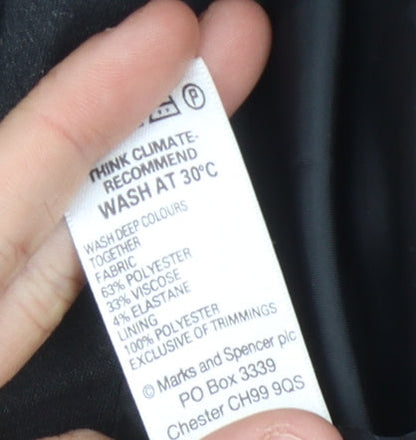 P
THINK CLIMATE-
RECOMMEND
WASH AT 30°C
WASH DEEP COLOURS
TOGETHER
FABRIC
63% POLYESTER
33% VISCOSE
4% ELASTANE
LINING
100% POLYESTER
EXCLUSIVE OF TRIMMINGS
© Marks and Spencer plc
PO Box 3339
Chester CH99 9QS